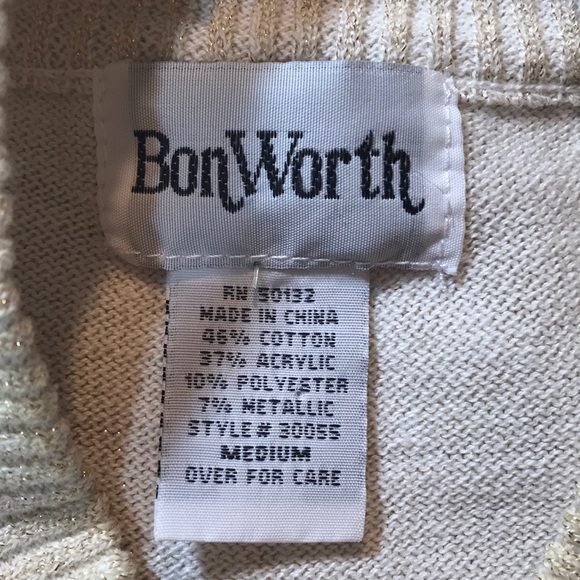 BonWorth
RN 30132
MADE IN CHINA
46% COTTON
37% ACRYLIC
10% POLYESTER
7% METALLIC
STYLE # 30055
MEDIUM
OVER FOR CARE